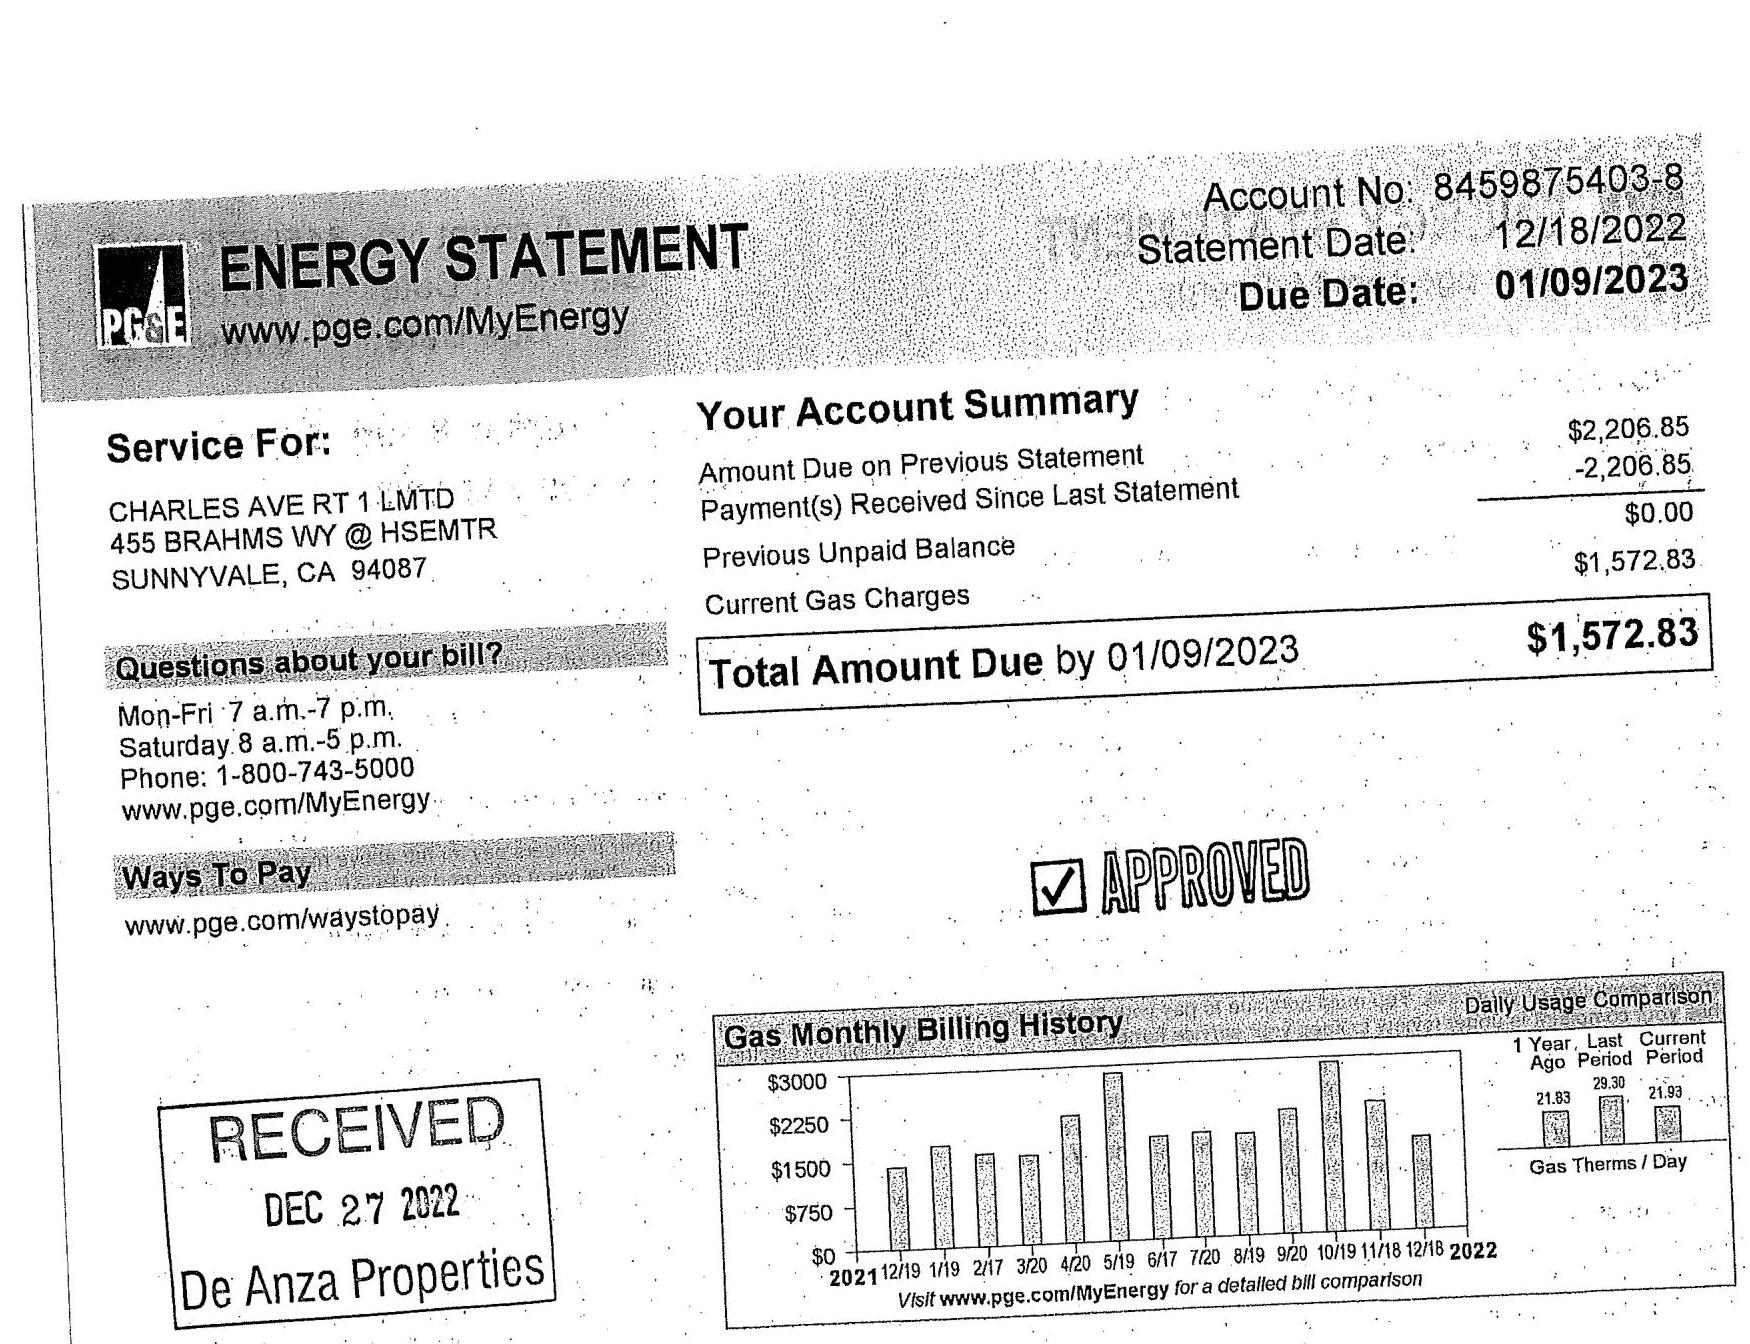 PG&E
ENERGY STATEMENT
www.pge.com/MyEnergy
Account No: 8459875403-8
Statement Date: 12/18/2022
Due Date: 01/09/2023
Service For:
CHARLES AVE RT 1 LMTD
455 BRAHMS WY @ HSEMTR
SUNNYVALE, CA 94087
Questions about your bill?
Mon-Fri 7 a.m.-7 p.m.
Saturday 8 a.m.-5 p.m.
Phone: 1-800-743-5000
www.pge.com/MyEnergy
Ways To Pay
www.pge.com/waystopay
Your Account Summary
Amount Due on Previous Statement $2,206.85
Payment(s) Received Since Last Statement -2,206.85
Previous Unpaid Balance $0.00
Current Gas Charges $1,572.83
Total Amount Due by 01/09/2023 $1,572.83
APPROVED
RECEIVED
DEC 27 2022
De Anza Properties
Gas Monthly Billing History
Daily Usage Comparison
$3000
$2250
$1500
$750
$0
2021 12/19 1/19 2/17 3/20 4/20 5/19 6/17 7/20 8/19 9/20 10/19 11/18 12/18 2022
Visit www.pge.com/MyEnergy for a detailed bill comparison
1 Year Last Current
Ago Period Period
21.83 29.30 21.93
Gas Therms / Day